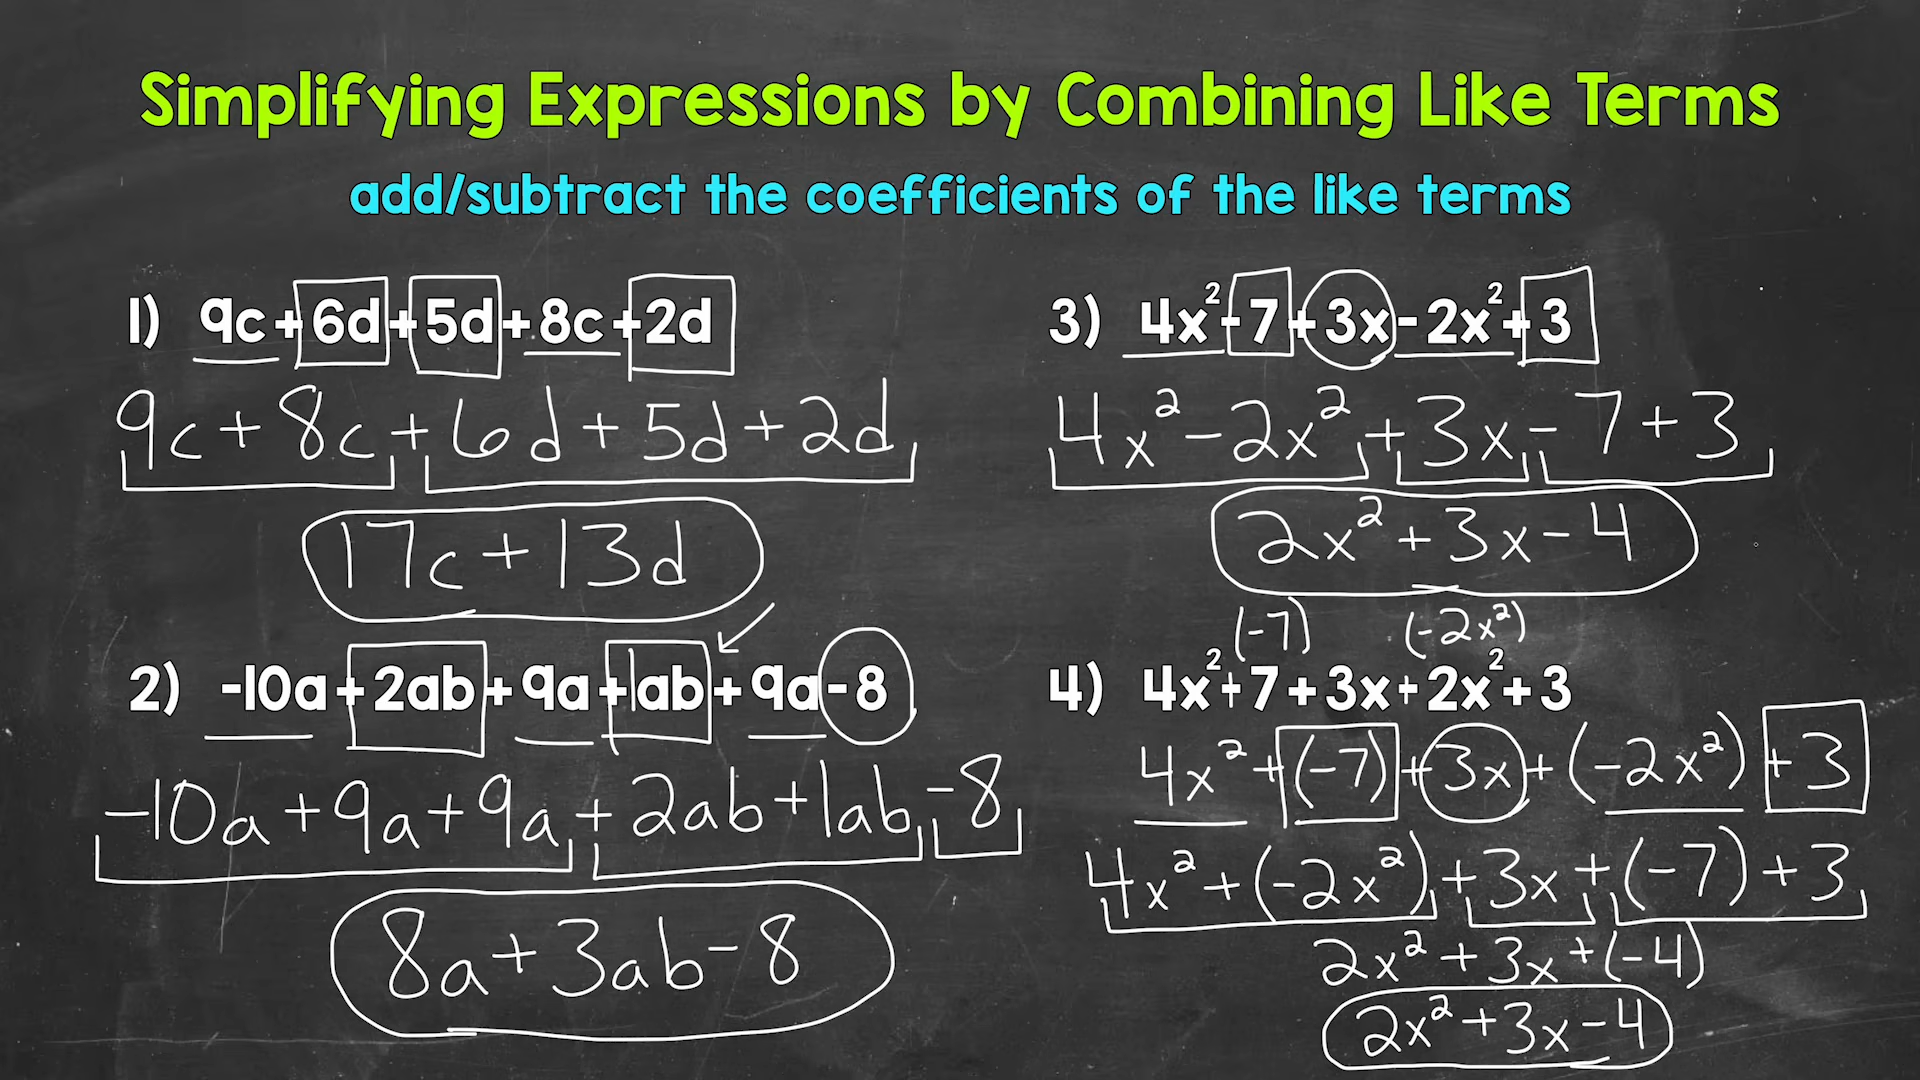 Simplifying Expressions by Combining Like Terms
add/subtract the coefficients of the like terms
1) 9c + 6d + 5d + 8c + 2d
9c + 8c + 6d + 5d + 2d
17c + 13d
2) -10a + 2ab + 9a + 1ab + 9a - 8
-10a + 9a + 9a + 2ab + 1ab - 8
8a + 3ab - 8
3) 4x² - 7 + 3x - 2x² + 3
4x² - 2x² + 3x - 7 + 3
2x² + 3x - 4
(-7) (-2x²)
4) 4x² + 7 + 3x + 2x² + 3
4x² + (-7) + 3x + (-2x²) + 3
4x² + (-2x²) + 3x + (-7) + 3
2x² + 3x + (-4)
2x² + 3x - 4